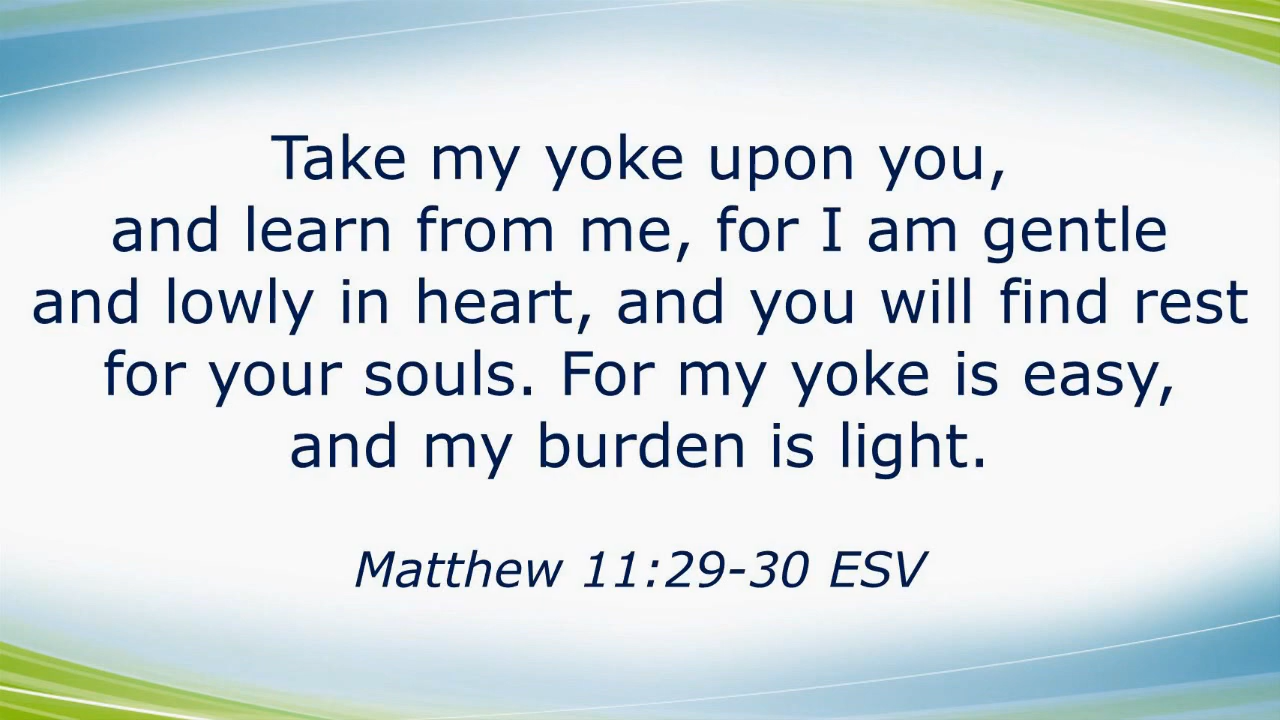 Take my yoke upon you,
and learn from me, for I am gentle
and lowly in heart, and you will find rest
for your souls. For my yoke is easy,
and my burden is light.
Matthew 11:29-30 ESV